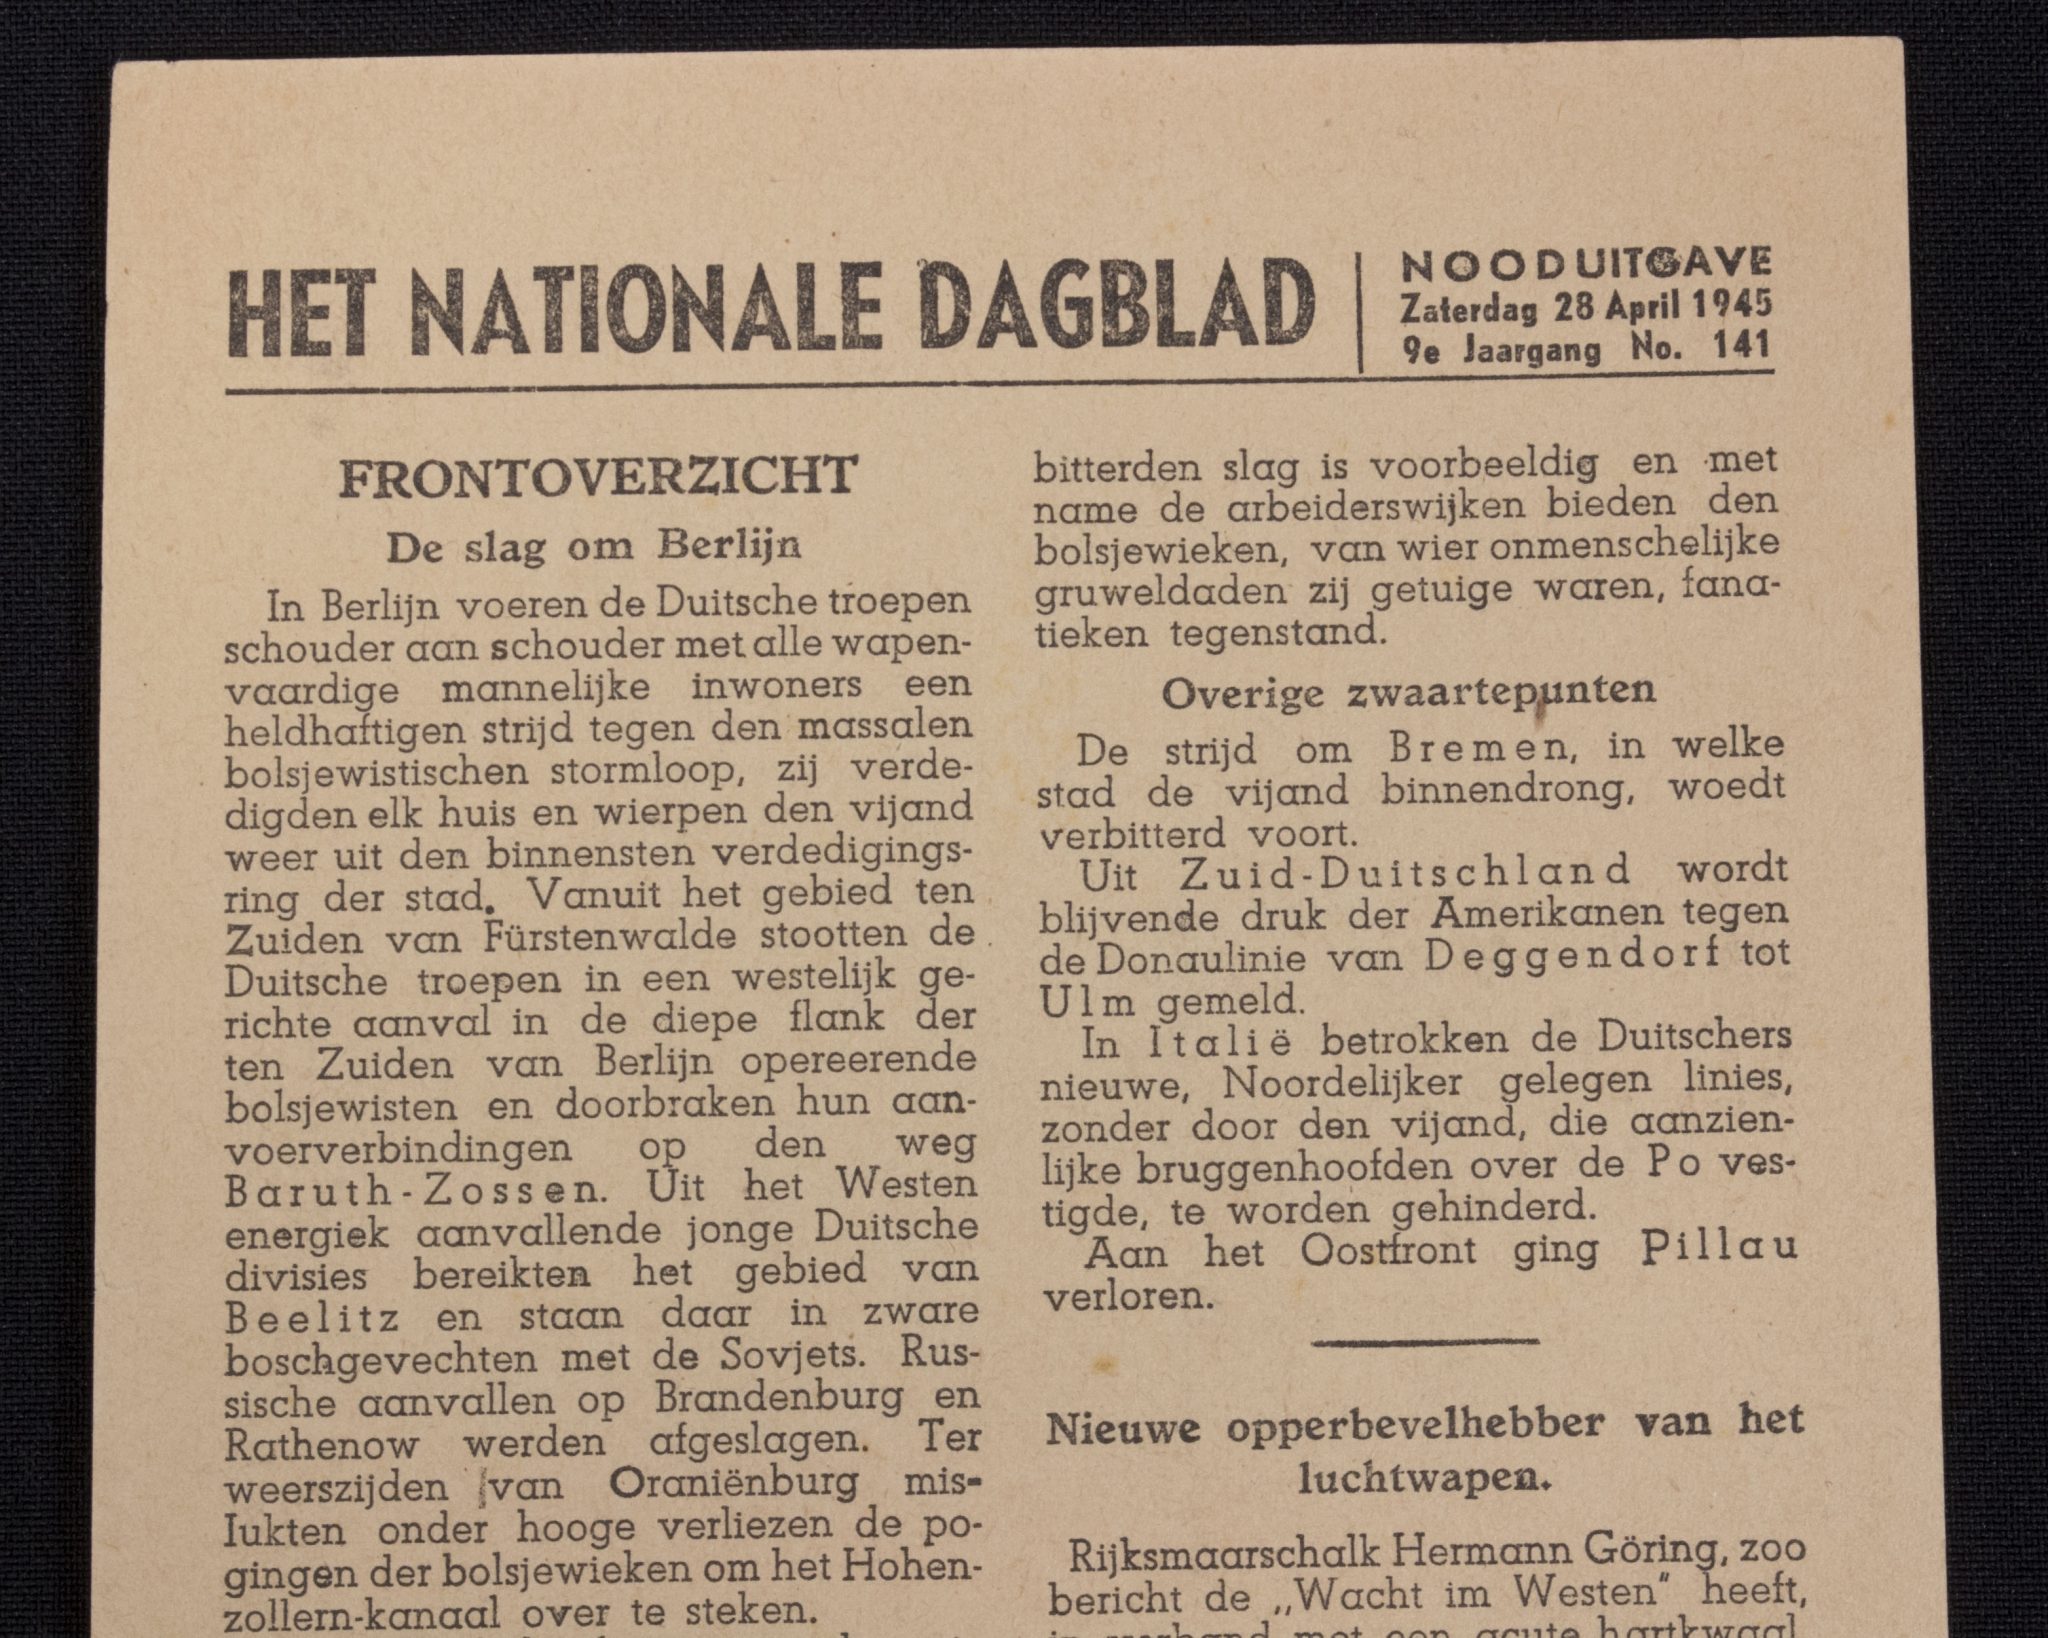 HET NATIONALE DAGBLAD
NOODUITGAVE
Zaterdag 28 April 1945
9e Jaargang No. 141
FRONTOVERZICHT
De slag om Berlijn
In Berlijn voeren de Duitsche troepen
schouder aan schouder met alle wapen-
vaardige mannelijke inwoners een
heldhaftigen strijd tegen den massalen
bolsjewistischen stormloop, zij verde-
digden elk huis en wierpen den vijand
weer uit den binnensten verdedigings-
ring der stad. Vanuit het gebied ten
Zuiden van Fürstenwalde stootten de
Duitsche troepen in een westelijk ge-
richte aanval in de diepe flank der
ten Zuiden van Berlijn opereerende
bolsjewisten en doorbraken hun aan-
voerverbindingen op den weg
Baruth-Zossen. Uit het Westen
energiek aanvallende jonge Duitsche
divisies bereikten het gebied van
Beelitz en staan daar in zware
boschgevechten met de Sovjets. Rus-
sische aanvallen op Brandenburg en
Rathenow werden afgeslagen. Ter
weerszijden van Oraniënburg mis-
lukten onder hooge verliezen de po-
gingen der bolsjewieken om het Hohen-
zollern-kanaal over te steken.
bitterden slag is voorbeeldig en met
name de arbeiderswijken bieden den
bolsjewieken, van wier onmenschelijke
gruweldaden zij getuige waren, fana-
tieken tegenstand.
Overige zwaartepunten
De strijd om Bremen, in welke
stad de vijand binnendrong, woedt
verbitterd voort.
Uit Zuid-Duitschland wordt
blijvende druk der Amerikanen tegen
de Donaulinie van Deggendorf tot
Ulm gemeld.
In Italië betrokken de Duitschers
nieuwe, Noordelijker gelegen linies,
zonder door den vijand, die aanzien-
lijke bruggenhoofden over de Po ves-
tigde, te worden gehinderd.
Aan het Oostfront ging Pillau
verloren.
Nieuwe opperbevelhebber van het
luchtwapen.
Rijksmaarschalk Hermann Göring, zoo
bericht de „Wacht im Westen" heeft,
in verband met een acute hartkwaal